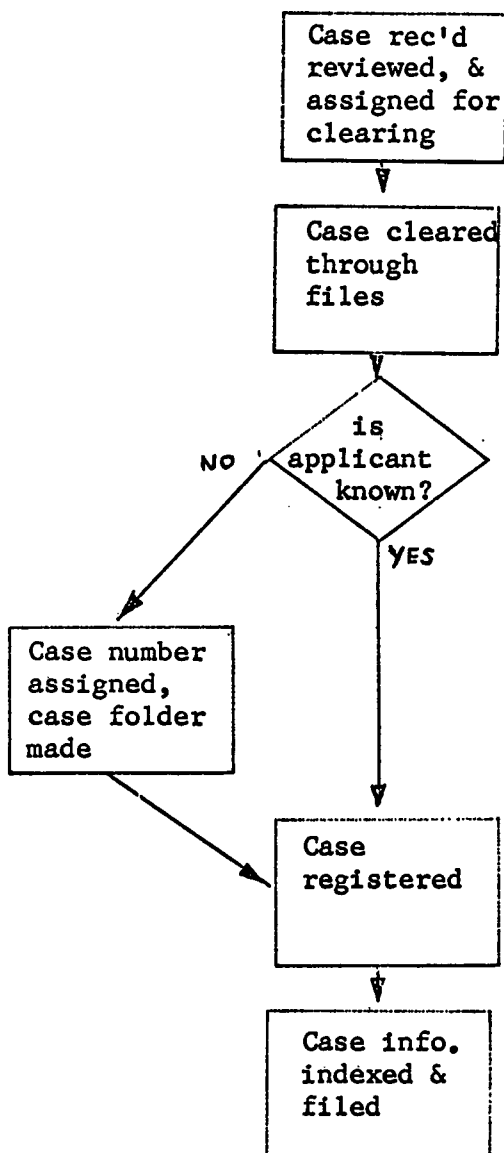 Case rec'd
reviewed, &
assigned for
clearing
Case cleared
through
files
is
applicant
known?
NO
YES
Case number
assigned,
case folder
made
Case
registered
Case info.
indexed &
filed